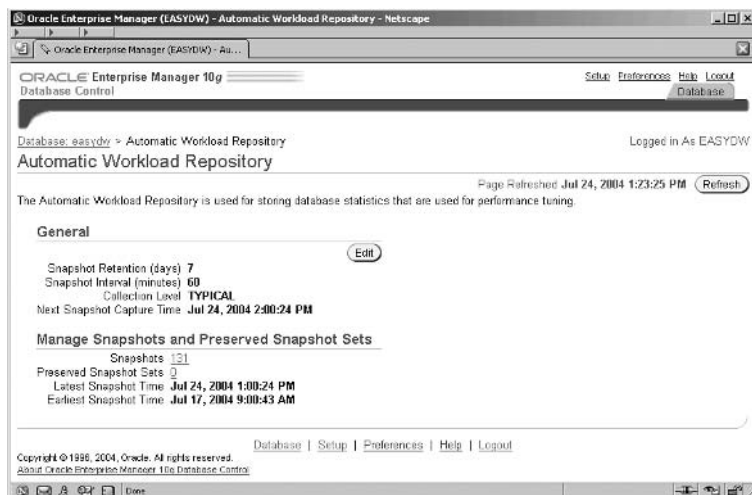 Oracle Enterprise Manager (EASYDW) - Automatic Workload Repository - Netscape
Oracle Enterprise Manager (EASYDW) - Au...
ORACLE Enterprise Manager 10g
Database Control
Setup Preferences Help Logout
Database
Database: easydw > Automatic Workload Repository
Logged in As EASYDW
Automatic Workload Repository
Page Refreshed Jul 24, 2004 1:23:25 PM Refresh
The Automatic Workload Repository is used for storing database statistics that are used for performance tuning.
General
Edit
Snapshot Retention (days) 7
Snapshot Interval (minutes) 60
Collection Level TYPICAL
Next Snapshot Capture Time Jul 24, 2004 2:00:24 PM
Manage Snapshots and Preserved Snapshot Sets
Snapshots 131
Preserved Snapshot Sets 0
Latest Snapshot Time Jul 24, 2004 1:00:24 PM
Earliest Snapshot Time Jul 17, 2004 9:00:43 AM
Database | Setup | Preferences | Help | Logout
Copyright © 1996, 2004, Oracle. All rights reserved.
About Oracle Enterprise Manager 10g Database Control
Done